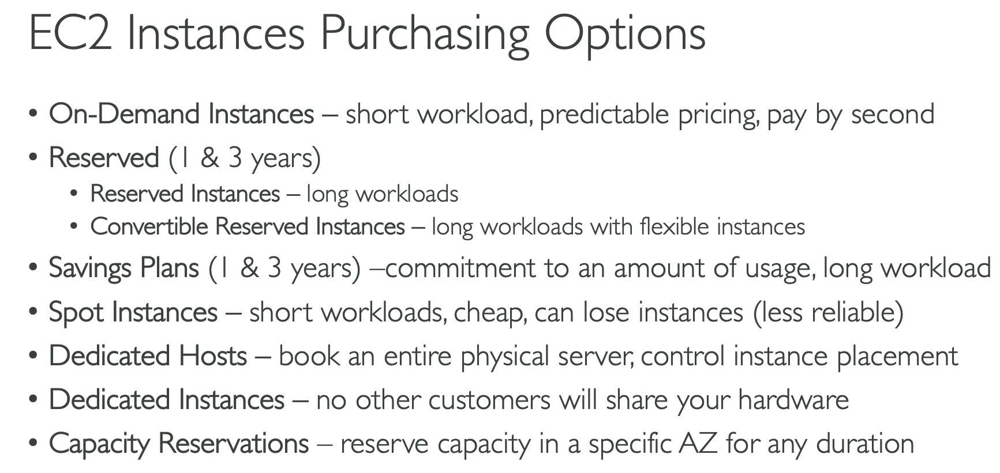 EC2 Instances Purchasing Options
• On-Demand Instances – short workload, predictable pricing, pay by second
• Reserved (1 & 3 years)
• Reserved Instances – long workloads
• Convertible Reserved Instances – long workloads with flexible instances
• Savings Plans (1 & 3 years) –commitment to an amount of usage, long workload
• Spot Instances – short workloads, cheap, can lose instances (less reliable)
• Dedicated Hosts – book an entire physical server, control instance placement
• Dedicated Instances – no other customers will share your hardware
• Capacity Reservations – reserve capacity in a specific AZ for any duration